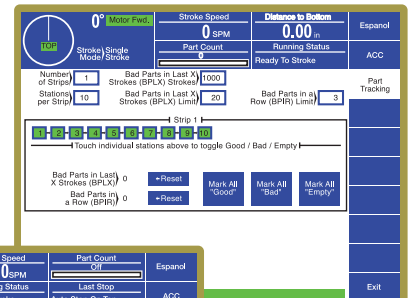 TOP
0° Motor Fwd.
Stroke Single
Mode Stroke
Stroke Speed
0 SPM
Distance to Bottom
0.00 in
Espanol
Part Count
0
Running Status
Ready To Stroke
ACC
Number of Strips 1
Bad Parts in Last X Strokes (BPLX) 1000
Part Tracking
Stations per Strip 10
Bad Parts in Last X Strokes (BPLX) Limit 20
Bad Parts in a Row (BPIR) Limit 3
Strip 1
1 2 3 4 5 6 7 8 9 10
Touch individual stations above to toggle Good / Bad / Empty
Bad Parts in Last X Strokes (BPLX) 0
Reset
Bad Parts in a Row (BPIR) 0
Reset
Mark All "Good"
Mark All "Bad"
Mark All "Empty"
Exit
Speed
0 SPM
Part Count
Off
Espanol
Status
Last Stop
ACC